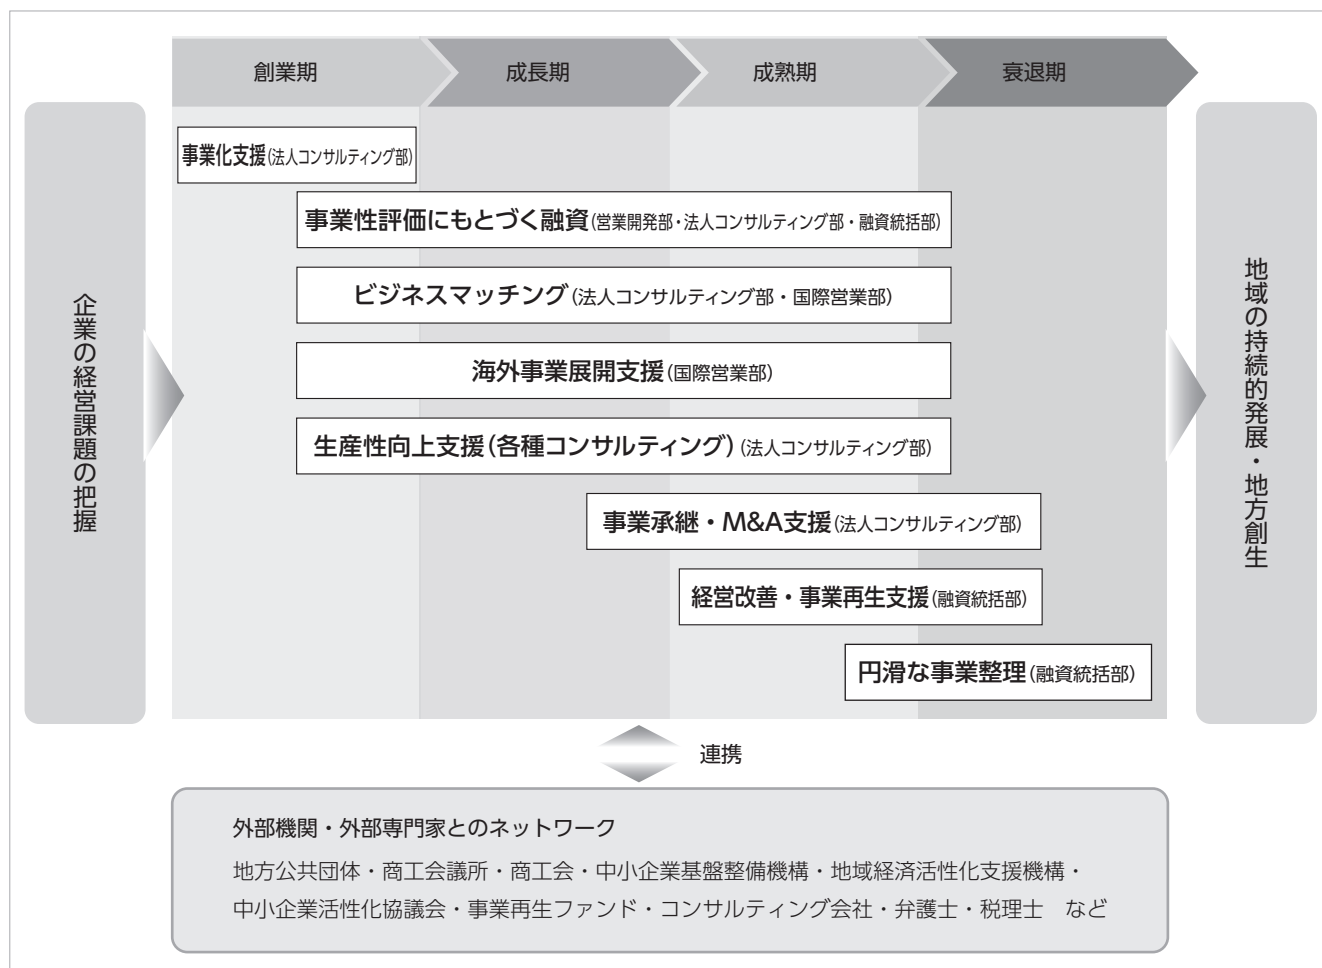 創業期
成長期
成熟期
衰退期
企業の経営課題の把握
事業化支援(法人コンサルティング部)
事業性評価にもとづく融資(営業開発部・法人コンサルティング部・融資統括部)
ビジネスマッチング(法人コンサルティング部・国際営業部)
海外事業展開支援(国際営業部)
生産性向上支援(各種コンサルティング)(法人コンサルティング部)
事業承継・M&A支援(法人コンサルティング部)
経営改善・事業再生支援(融資統括部)
円滑な事業整理(融資統括部)
地域の持続的発展・地方創生
連携
外部機関・外部専門家とのネットワーク
地方公共団体・商工会議所・商工会・中小企業基盤整備機構・地域経済活性化支援機構・
中小企業活性化協議会・事業再生ファンド・コンサルティング会社・弁護士・税理士　など